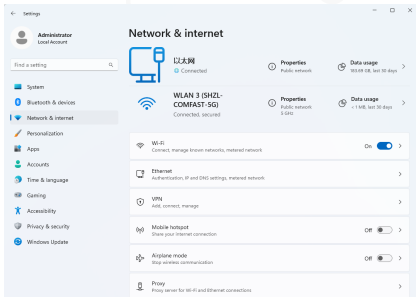 Settings
Administrator
Local Account
Find a setting
System
Bluetooth & devices
Network & internet
Personalization
Apps
Accounts
Time & language
Gaming
Accessibility
Privacy & security
Windows Update
Network & internet
以太网
Connected
Properties
Public network
Data usage
WLAN 3 (SHZL-
COMFAST-5G)
Connected, secured
Properties
Public network
5 GHz
Data usage
< 1 MB, last 30 days
Wi-Fi
Connect, manage known networks, metered network
On
Ethernet
Authentication, IP and DNS settings, metered network
VPN
Add, connect, manage
Mobile hotspot
Share your internet connection
Off
Airplane mode
Stop wireless communication
Off
Proxy
Proxy server for Wi-Fi and Ethernet connections